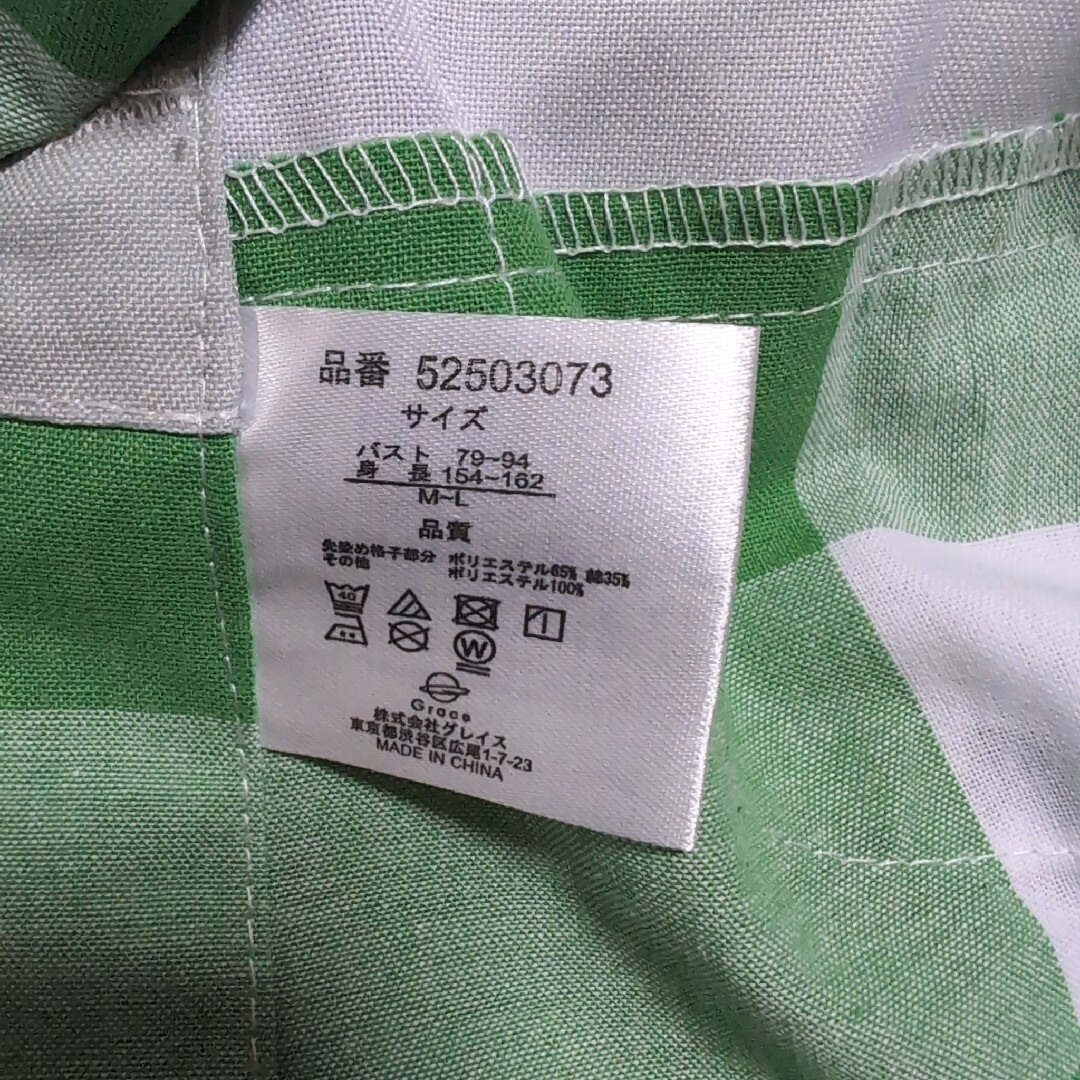 品番 52503073
サイズ
バスト 79~94
身 長 154~162
M~L
品質
先染め格子部分 ポリエステル65% 綿35%
その他 ポリエステル100%
40
W
Grace
株式会社グレイス
東京都渋谷区広尾1-7-23
MADE IN CHINA